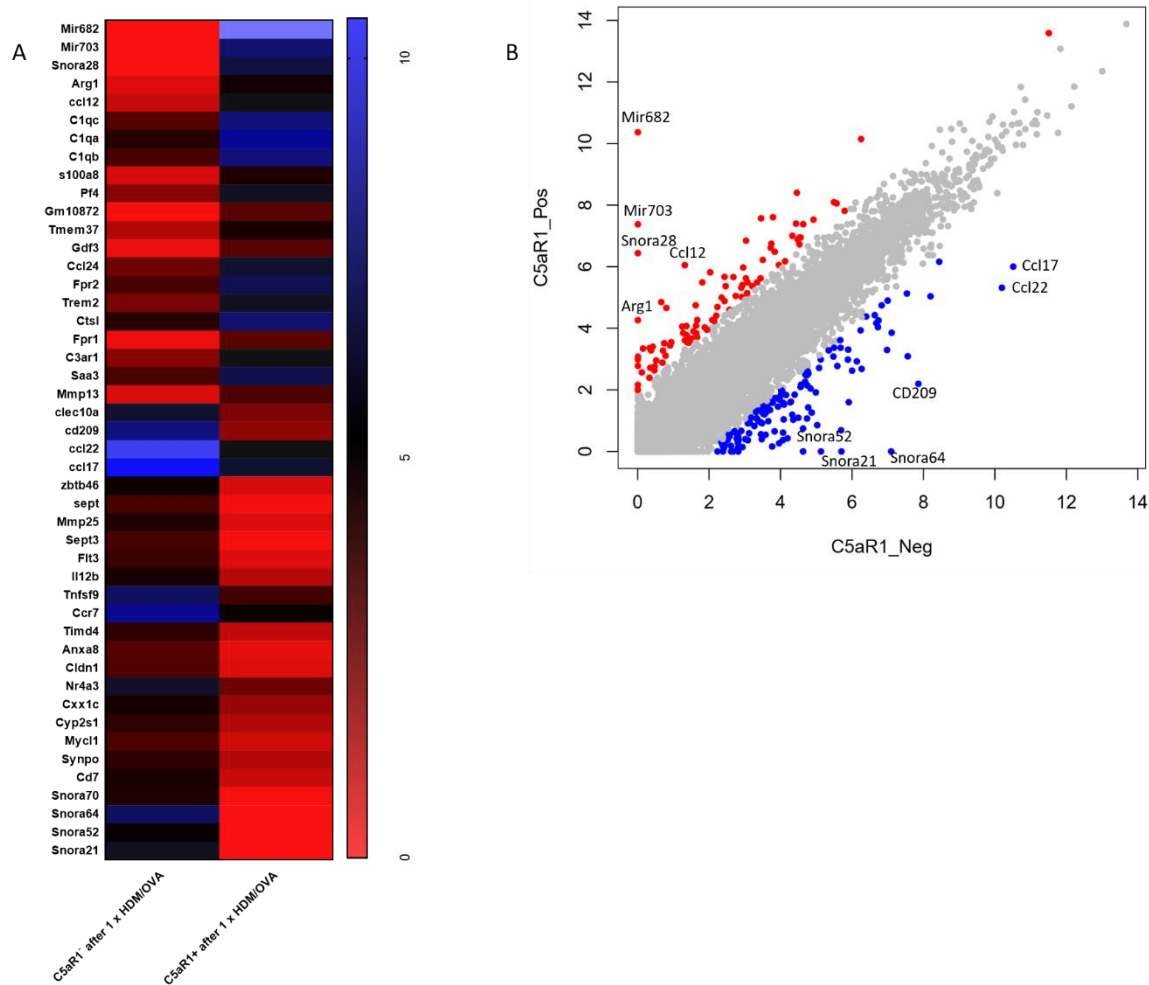 A
Mir682
Mir703
Snora28
Arg1
ccl12
C1qc
C1qa
C1qb
s100a8
Pf4
Gm10872
Tmem37
Gdf3
Ccl24
Fpr2
Trem2
Ctsl
Fpr1
C3ar1
Saa3
Mmp13
clec10a
cd209
ccl22
ccl17
zbtb46
sept
Mmp25
Sept3
Flt3
Il12b
Tnfsf9
Ccr7
Timd4
Anxa8
Cldn1
Nr4a3
Cxx1c
Cyp2s1
Mycl1
Synpo
Cd7
Snora70
Snora64
Snora52
Snora21
C5aR1⁻ after 1 x HDM/OVA
C5aR1+ after 1 x HDM/OVA
10
5
0
B
C5aR1_Pos
14
12
10
8
6
4
2
0
Mir682
Mir703
Snora28
Ccl12
Arg1
Ccl17
Ccl22
CD209
Snora52
Snora21
Snora64
0 2 4 6 8 10 12 14
C5aR1_Neg